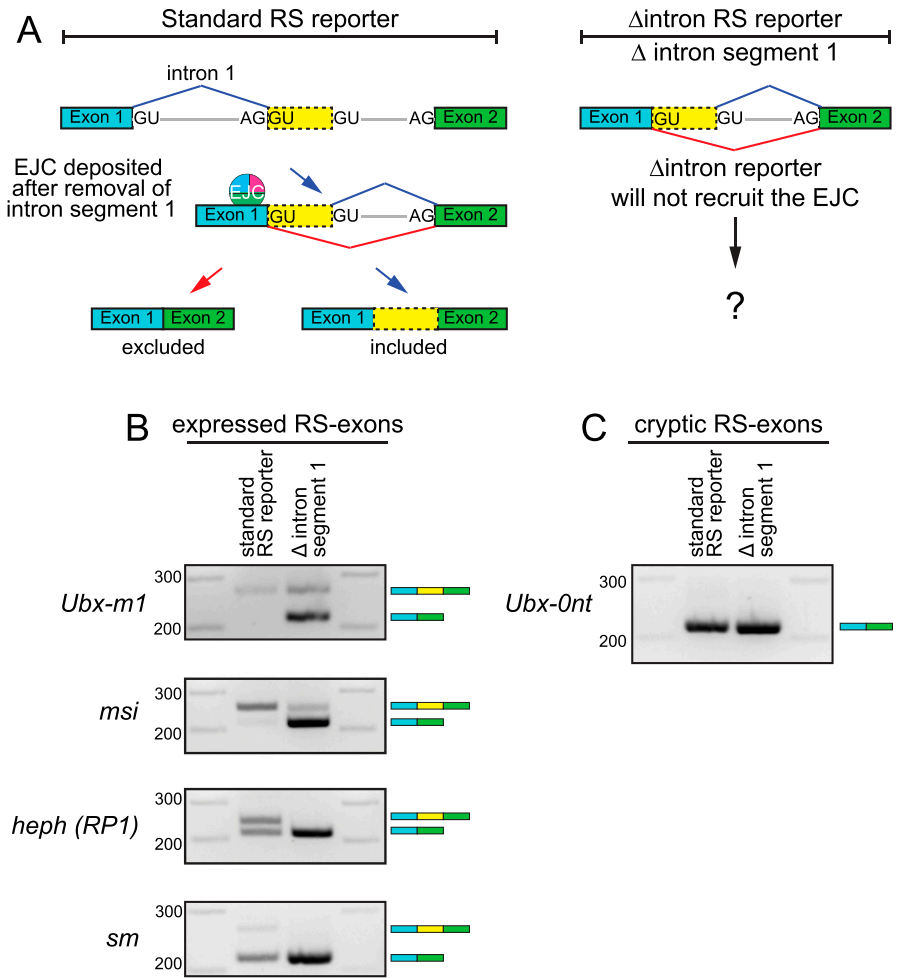 A
Standard RS reporter
Δintron RS reporter
Δ intron segment 1
intron 1
Exon 1 GU AG GU GU AG Exon 2
Exon 1 GU GU AG Exon 2
EJC deposited
after removal of
intron segment 1
EJC
Exon 1 GU GU AG Exon 2
Δintron reporter
will not recruit the EJC
?
Exon 1 Exon 2
excluded
Exon 1 Exon 2
included
B
expressed RS-exons
standard
RS reporter
Δ intron
segment 1
Ubx-m1
300
200
msi
300
200
heph (RP1)
300
200
sm
300
200
C
cryptic RS-exons
standard
RS reporter
Δ intron
segment 1
Ubx-0nt
300
200